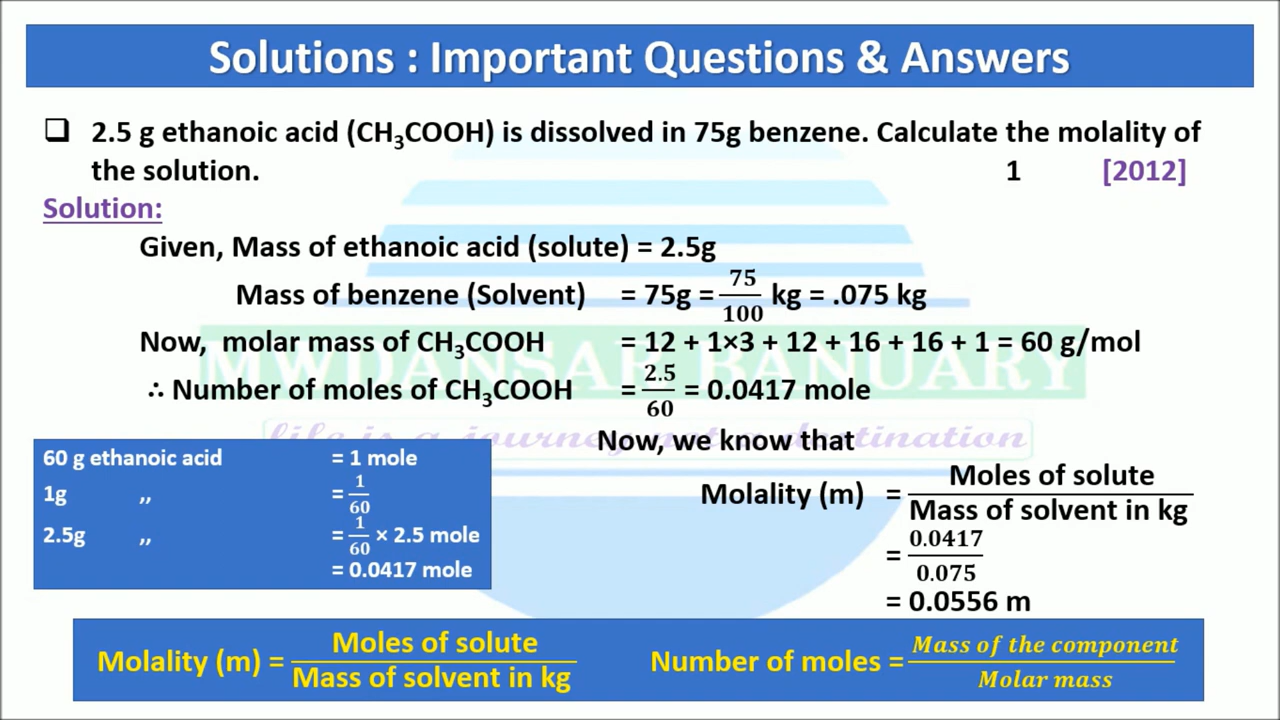 Solutions : Important Questions & Answers
❑ 2.5 g ethanoic acid (CH₃COOH) is dissolved in 75g benzene. Calculate the molality of
the solution. 1 [2012]
Solution:
Given, Mass of ethanoic acid (solute) = 2.5g
Mass of benzene (Solvent) = 75g = 75/100 kg = .075 kg
Now, molar mass of CH₃COOH = 12 + 1×3 + 12 + 16 + 16 + 1 = 60 g/mol
∴ Number of moles of CH₃COOH = 2.5/60 = 0.0417 mole
life is a journey not a destination
60 g ethanoic acid = 1 mole
1g ,, = 1/60
2.5g ,, = 1/60 × 2.5 mole
= 0.0417 mole
Now, we know that
Molality (m) = Moles of solute / Mass of solvent in kg
= 0.0417/0.075
= 0.0556 m
Molality (m) = Moles of solute / Mass of solvent in kg
Number of moles = Mass of the component / Molar mass